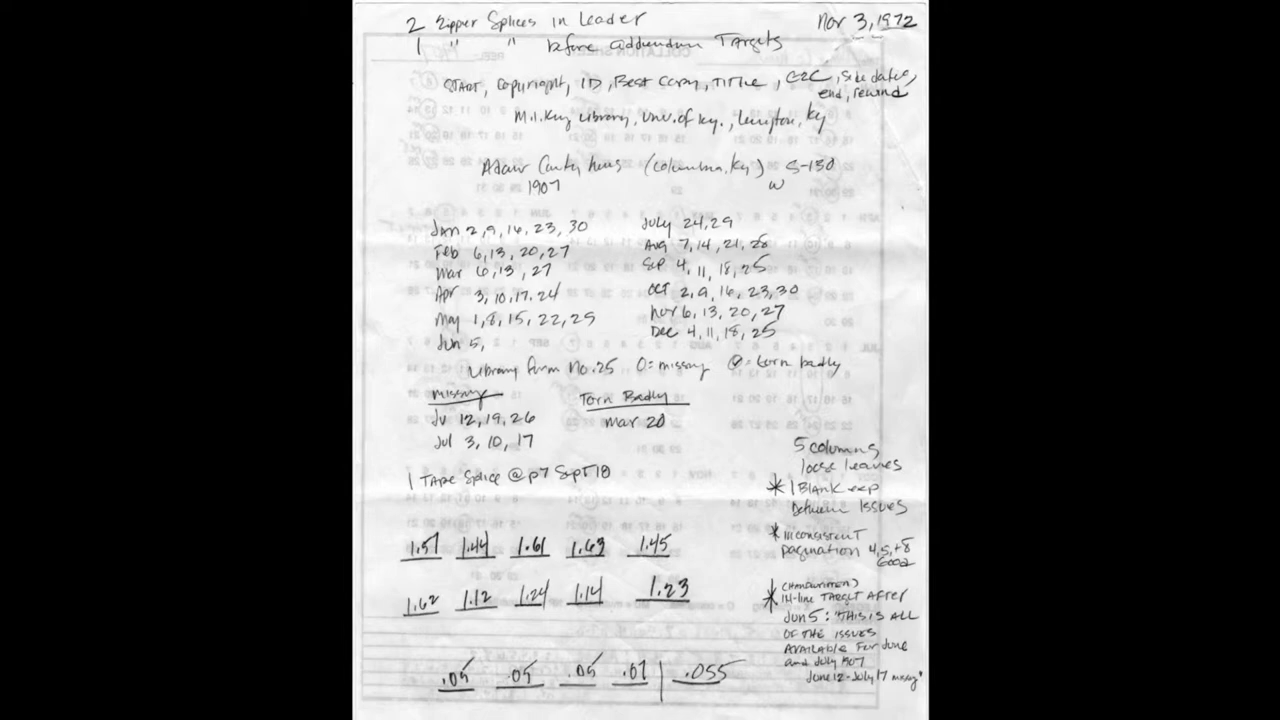 2 Zipper Splices in Leader
Nov 3, 1972
1 " " before addendum Targets
START, Copyright, ID, Best Copy, TITLE, C2C, side dates,
end, rewind
M.I. King Library, Univ. of Ky., Lexington, Ky
Adair County News (Columbia, Ky) S-130
1907 W
Jan 2, 9, 16, 23, 30
Feb 6, 13, 20, 27
Mar 6, 13, 27
Apr 3, 10, 17, 24
May 1, 8, 15, 22, 29
Jun 5,
July 24, 29
Aug 7, 14, 21, 28
Sep 4, 11, 18, 25
OCT 2, 9, 16, 23, 30
Nov 6, 13, 20, 27
Dec 4, 11, 18, 25
Library form No. 25 O = missing = torn badly
missing
Ju 12, 19, 26
Jul 3, 10, 17
Torn Badly
Mar 20
1 TAPE Splice @ p7 Sept 18
5 columns
loose leaves
* 1 BLANK exp
between ISSUES
* inconsistent
pagination 4, 5, + 8
* (HANDWRITTEN)
14-line TARGET AFTER
Jun 5: "THIS IS ALL
OF THE ISSUES
AVAILABLE FOR June
and July 1907
June 12 - July 17 missing"
1.57 1.44 1.61 1.63 1.45
1.62 1.12 1.24 1.14 1.23
.05 .05 .05 .07 | .055